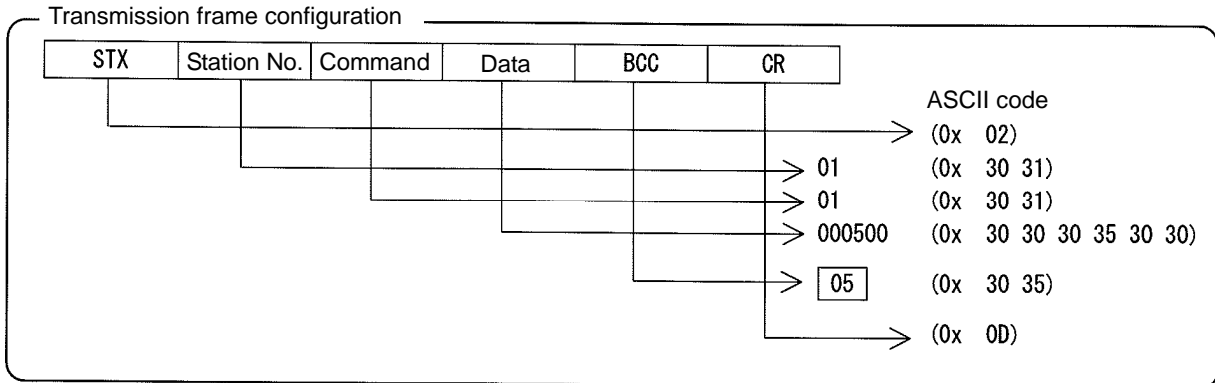 Transmission frame configuration
STX Station No. Command Data BCC CR
ASCII code
(0x 02)
01 (0x 30 31)
01 (0x 30 31)
000500 (0x 30 30 30 35 30 30)
05 (0x 30 35)
(0x 0D)